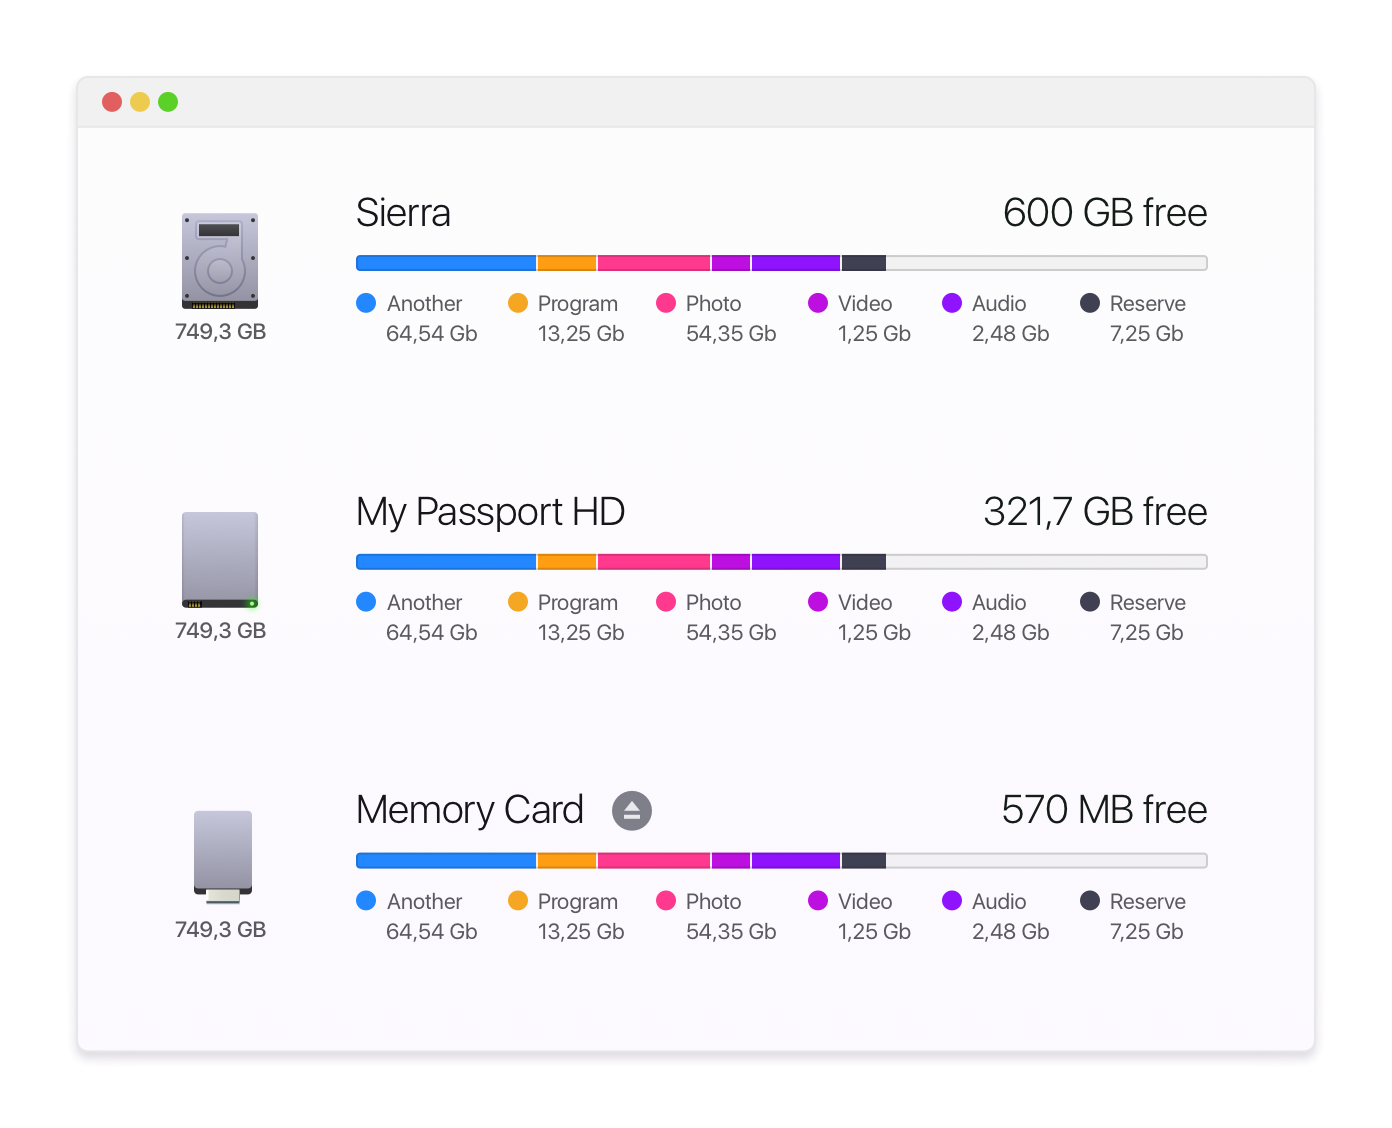 Sierra 600 GB free
Another Program Photo Video Audio Reserve
64,54 Gb 13,25 Gb 54,35 Gb 1,25 Gb 2,48 Gb 7,25 Gb
749,3 GB
My Passport HD 321,7 GB free
Another Program Photo Video Audio Reserve
64,54 Gb 13,25 Gb 54,35 Gb 1,25 Gb 2,48 Gb 7,25 Gb
749,3 GB
Memory Card 570 MB free
Another Program Photo Video Audio Reserve
64,54 Gb 13,25 Gb 54,35 Gb 1,25 Gb 2,48 Gb 7,25 Gb
749,3 GB